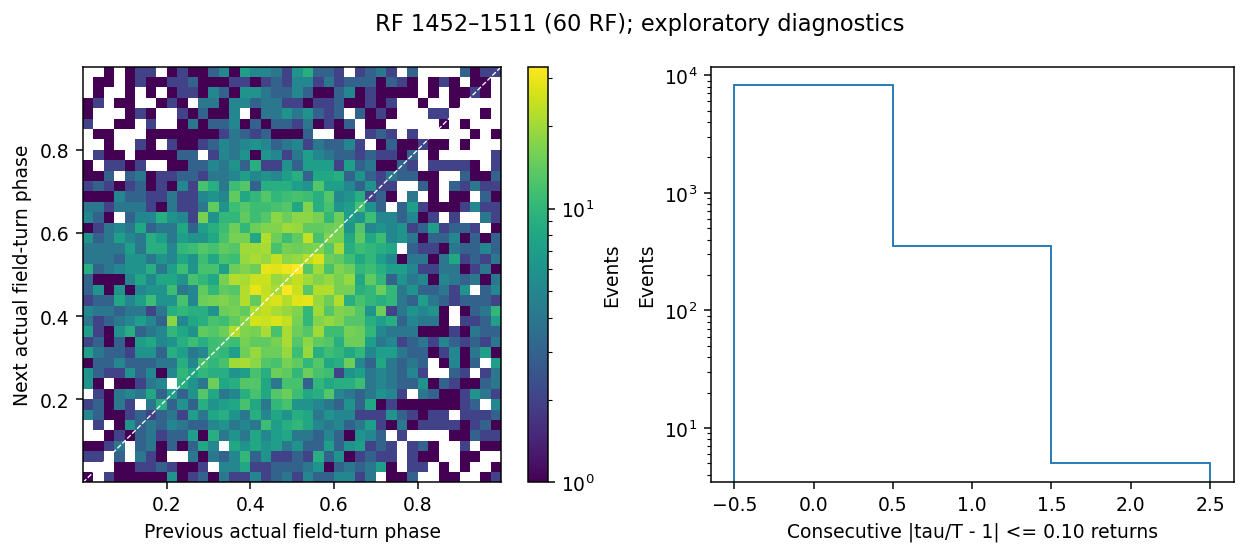 RF 1452–1511 (60 RF); exploratory diagnostics
Next actual field-turn phase
0.8
0.6
0.4
0.2
0.2 0.4 0.6 0.8
Previous actual field-turn phase
10¹
10⁰
Events
Events
10⁴
10³
10²
10¹
−0.5 0.0 0.5 1.0 1.5 2.0 2.5
Consecutive |tau/T - 1| <= 0.10 returns